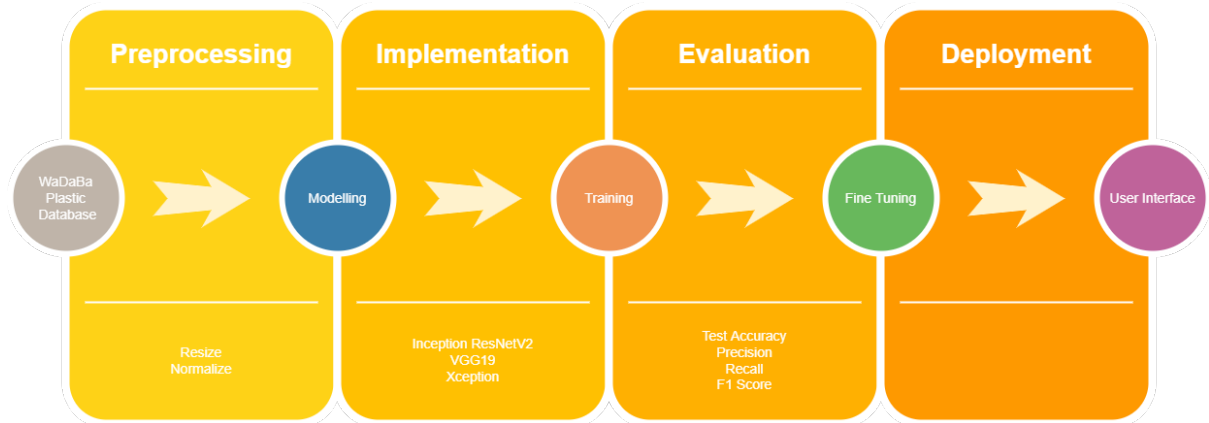 Preprocessing
Implementation
Evaluation
Deployment
WaDaBa
Plastic
Database
Modelling
Training
Fine Tuning
User Interface
Resize
Normalize
Inception ResNetV2
VGG19
Xception
Test Accuracy
Precision
Recall
F1 Score